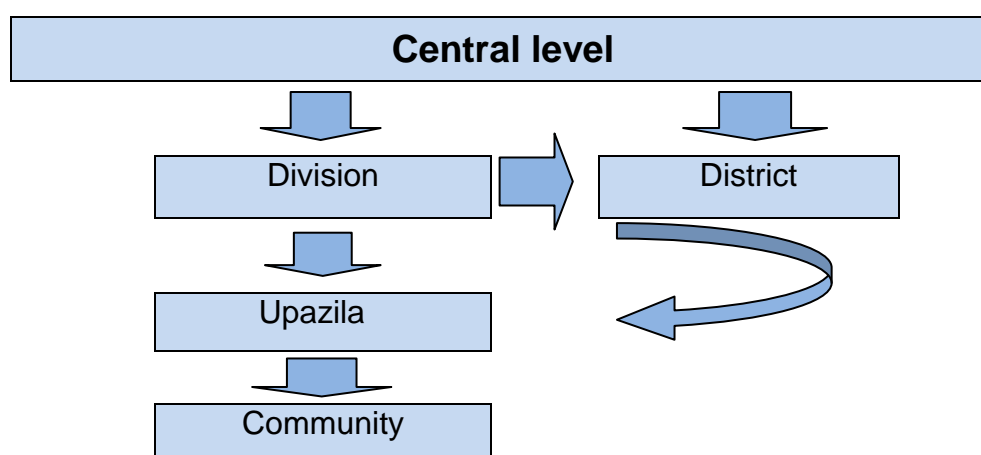 Central level
Division
District
Upazila
Community